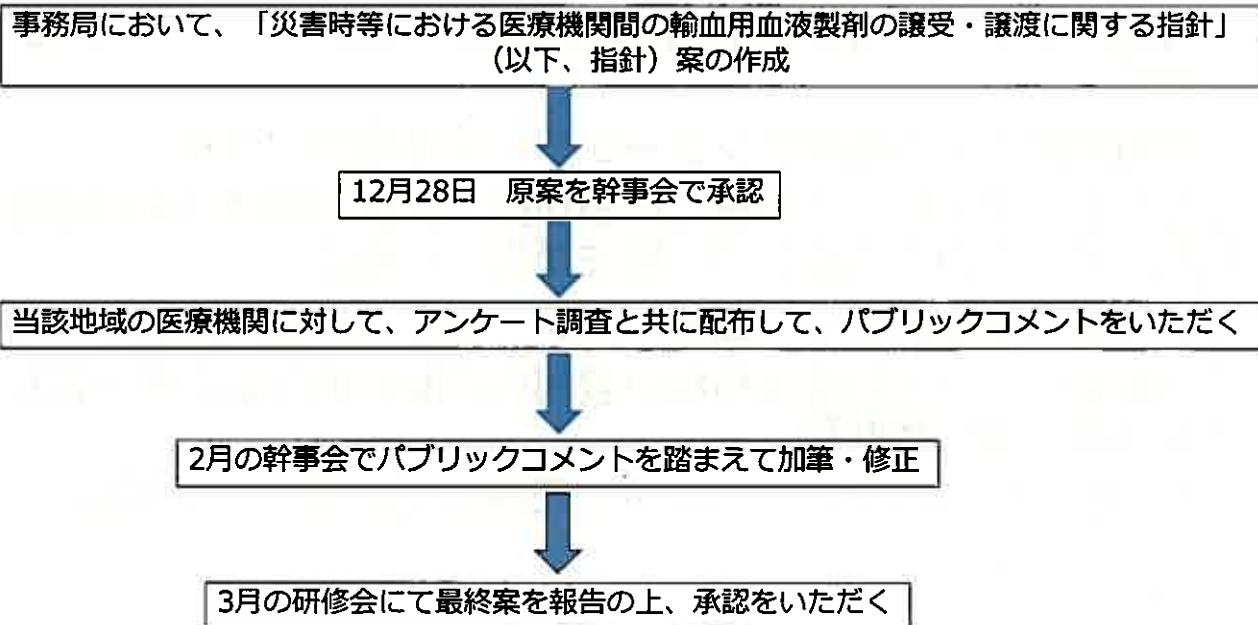 事務局において、「災害時等における医療機関間の輸血用血液製剤の譲受・譲渡に関する指針」
(以下、指針)案の作成
12月28日 原案を幹事会で承認
当該地域の医療機関に対して、アンケート調査と共に配布して、パブリックコメントをいただく
2月の幹事会でパブリックコメントを踏まえて加筆・修正
3月の研修会にて最終案を報告の上、承認をいただく